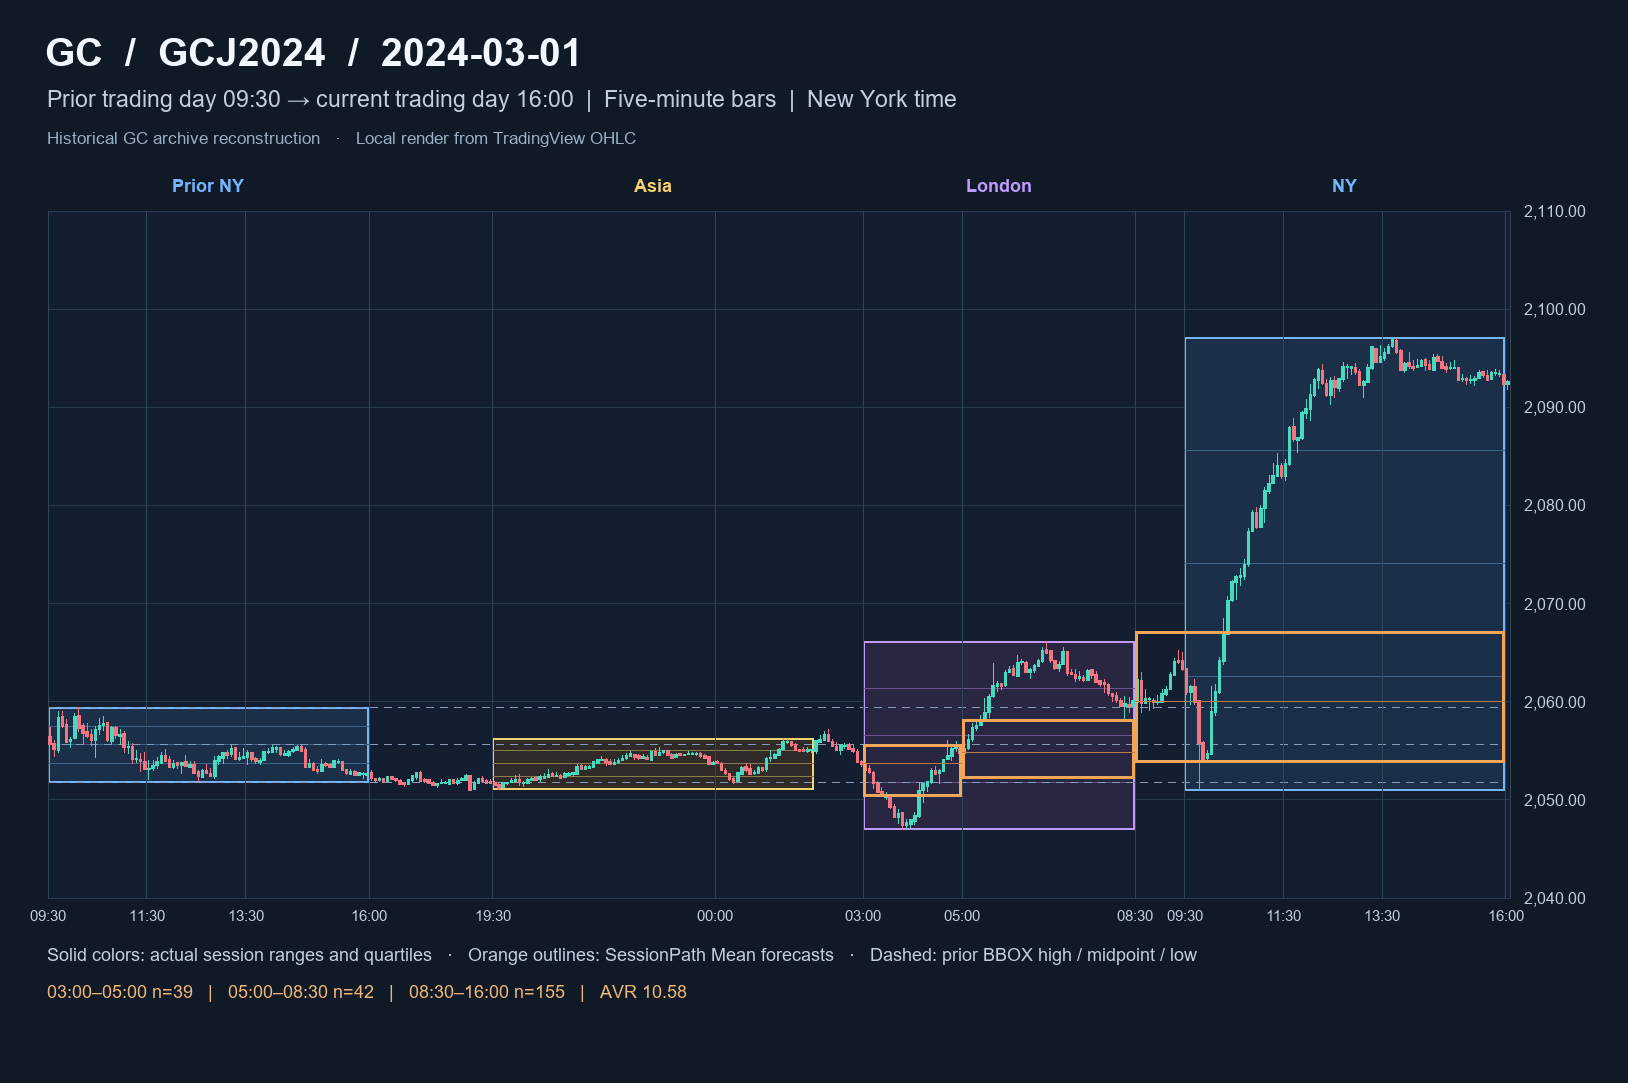 GC / GCJ2024 / 2024-03-01
Prior trading day 09:30 → current trading day 16:00 | Five-minute bars | New York time
Historical GC archive reconstruction · Local render from TradingView OHLC
Prior NY Asia London NY
2,110.00
2,100.00
2,090.00
2,080.00
2,070.00
2,060.00
2,050.00
2,040.00
09:30 11:30 13:30 16:00 19:30 00:00 03:00 05:00 08:30 09:30 11:30 13:30 16:00
Solid colors: actual session ranges and quartiles · Orange outlines: SessionPath Mean forecasts · Dashed: prior BBOX high / midpoint / low
03:00–05:00 n=39 | 05:00–08:30 n=42 | 08:30–16:00 n=155 | AVR 10.58